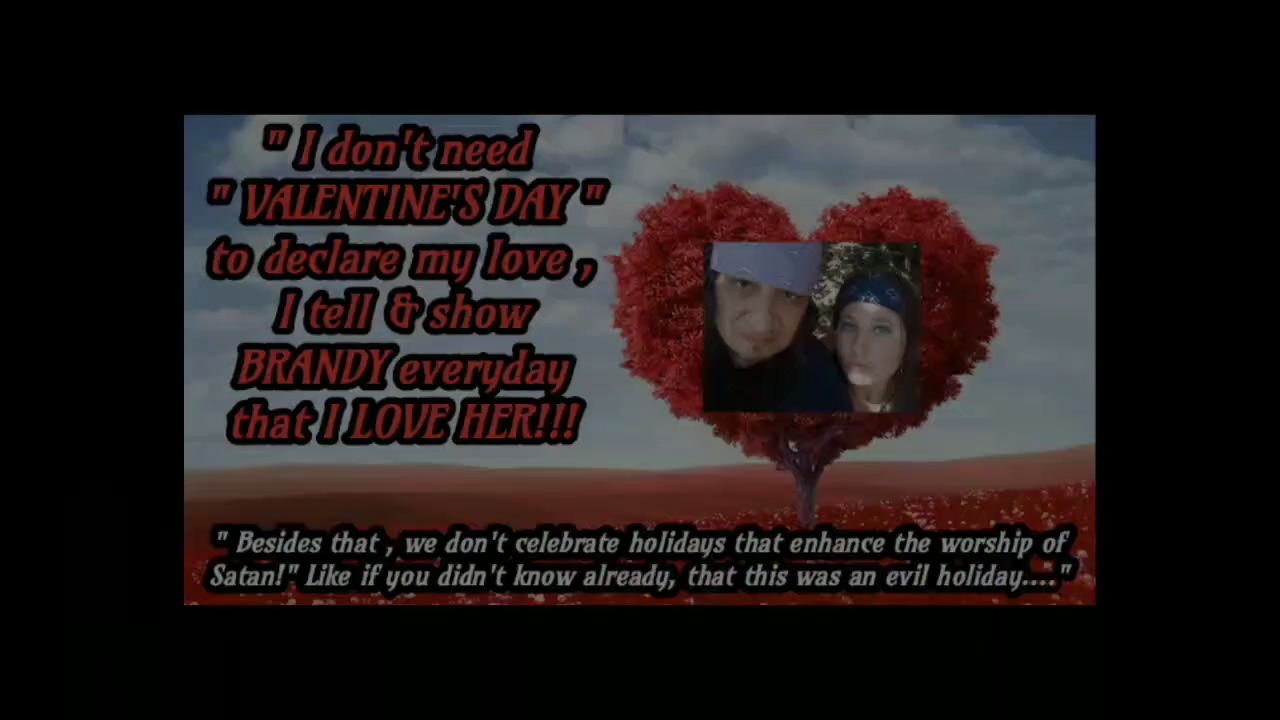 " I don't need
" VALENTINE'S DAY "
to declare my love ,
I tell & show
BRANDY everyday
that I LOVE HER!!!
" Besides that , we don't celebrate holidays that enhance the worship of
Satan!" Like if you didn't know already, that this was an evil holiday...."